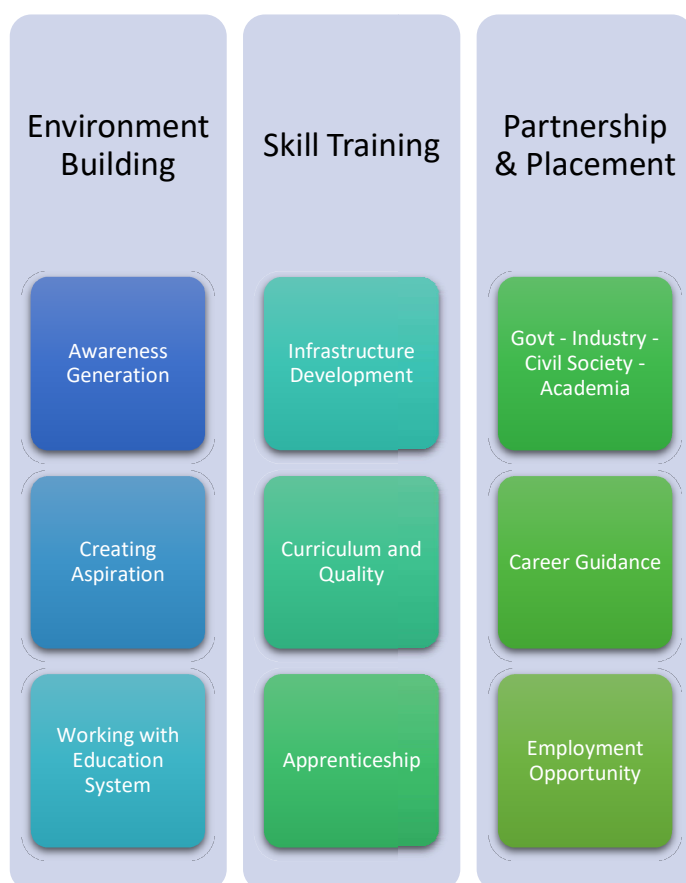 Environment
Building
Awareness
Generation
Creating
Aspiration
Working with
Education
System
Skill Training
Infrastructure
Development
Curriculum and
Quality
Apprenticeship
Partnership
& Placement
Govt - Industry -
Civil Society -
Academia
Career Guidance
Employment
Opportunity